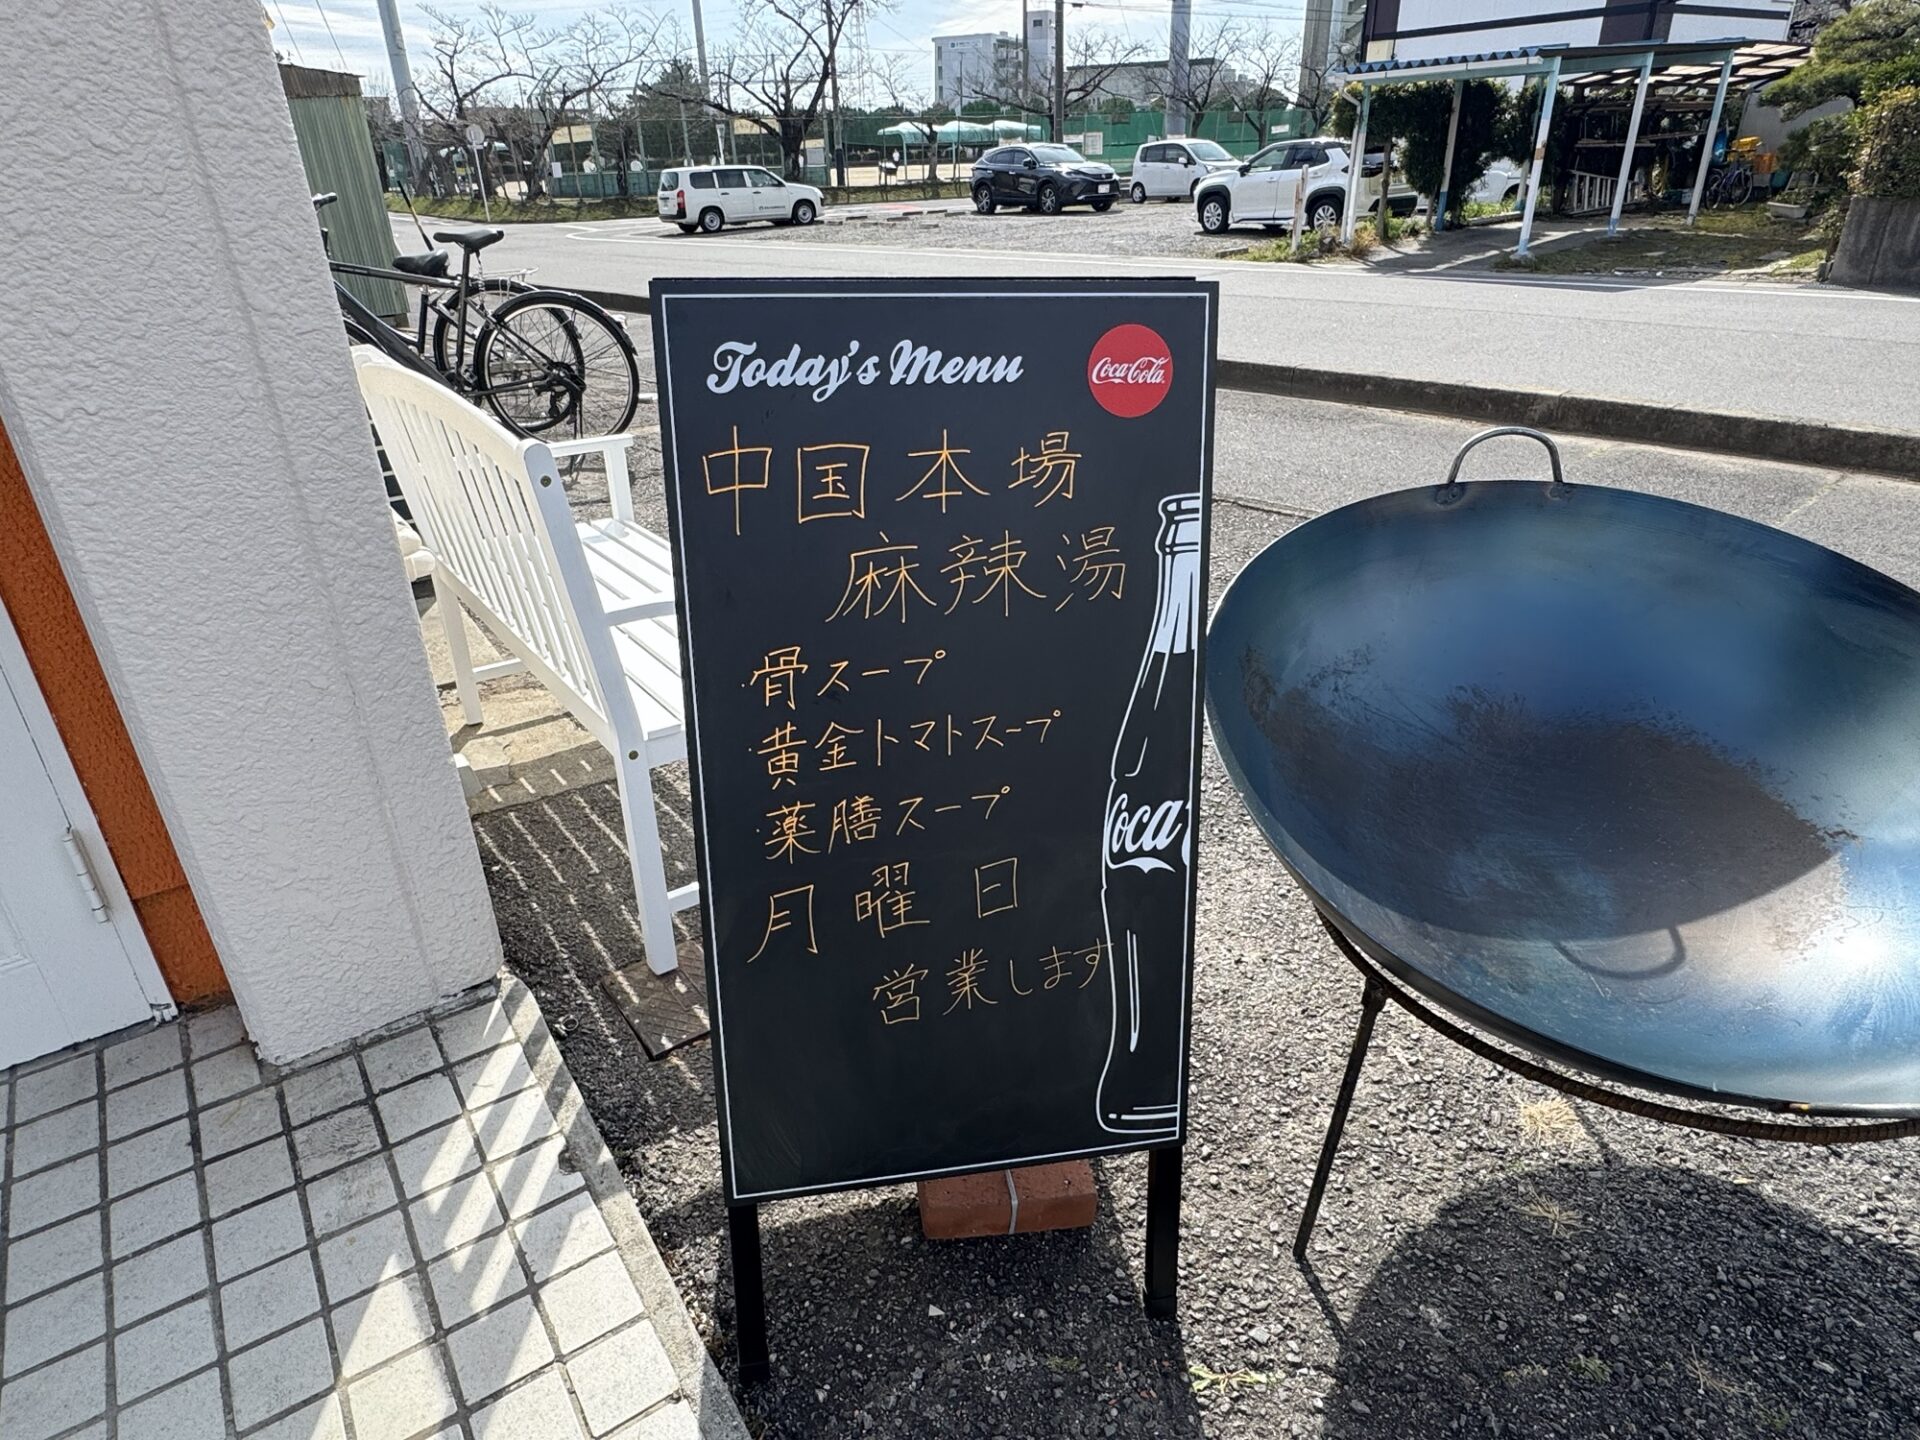 Today's Menu
Coca-Cola
中国本場
麻辣湯
・骨スープ
・黄金トマトスープ
・薬膳スープ
月曜日
営業します
Coca